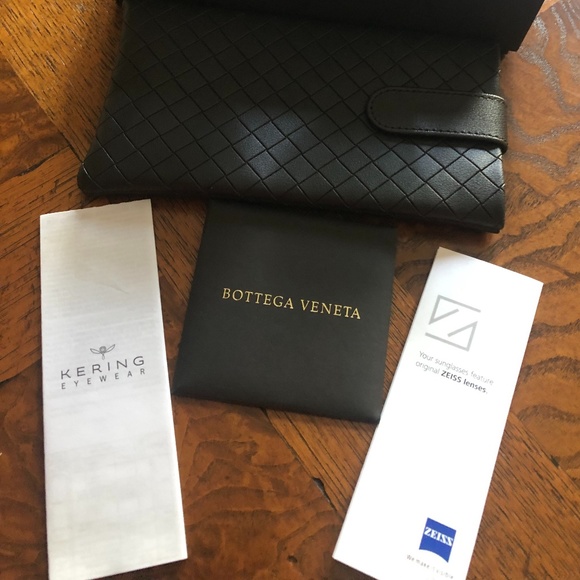 BOTTEGA VENETA
KERING
EYEWEAR
Your sunglasses feature
original ZEISS lenses.
ZEISS